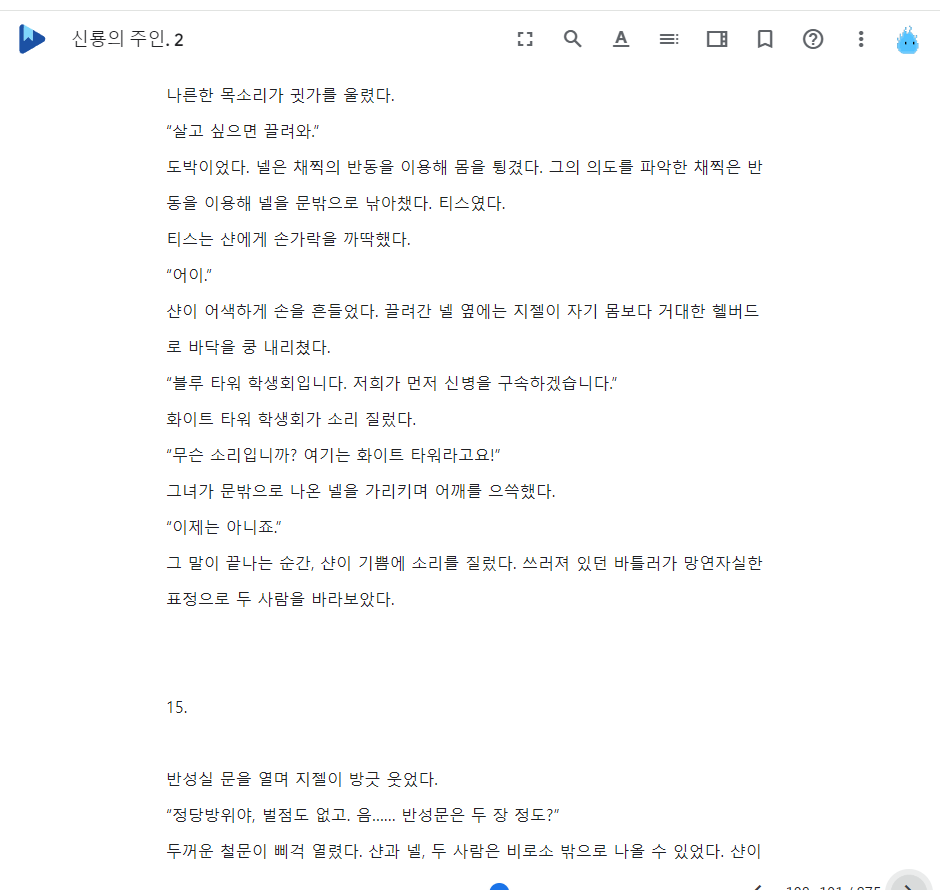 신룡의 주인. 2
나른한 목소리가 귓가를 울렸다.
“살고 싶으면 끌려와.”
도박이었다. 넬은 채찍의 반동을 이용해 몸을 튕겼다. 그의 의도를 파악한 채찍은 반
동을 이용해 넬을 문밖으로 낚아챘다. 티스였다.
티스는 샨에게 손가락을 까딱했다.
“어이.”
샨이 어색하게 손을 흔들었다. 끌려간 넬 옆에는 지젤이 자기 몸보다 거대한 헬버드
로 바닥을 쿵 내리쳤다.
“블루 타워 학생회입니다. 저희가 먼저 신병을 구속하겠습니다.”
화이트 타워 학생회가 소리 질렀다.
“무슨 소리입니까? 여기는 화이트 타워라고요!”
그녀가 문밖으로 나온 넬을 가리키며 어깨를 으쓱했다.
“이제는 아니죠.”
그 말이 끝나는 순간, 샨이 기쁨에 소리를 질렀다. 쓰러져 있던 바틀러가 망연자실한
표정으로 두 사람을 바라보았다.
15.
반성실 문을 열며 지젤이 방긋 웃었다.
“정당방위야, 벌점도 없고. 음...... 반성문은 두 장 정도?”
두꺼운 철문이 삐걱 열렸다. 샨과 넬, 두 사람은 비로소 밖으로 나올 수 있었다. 샨이